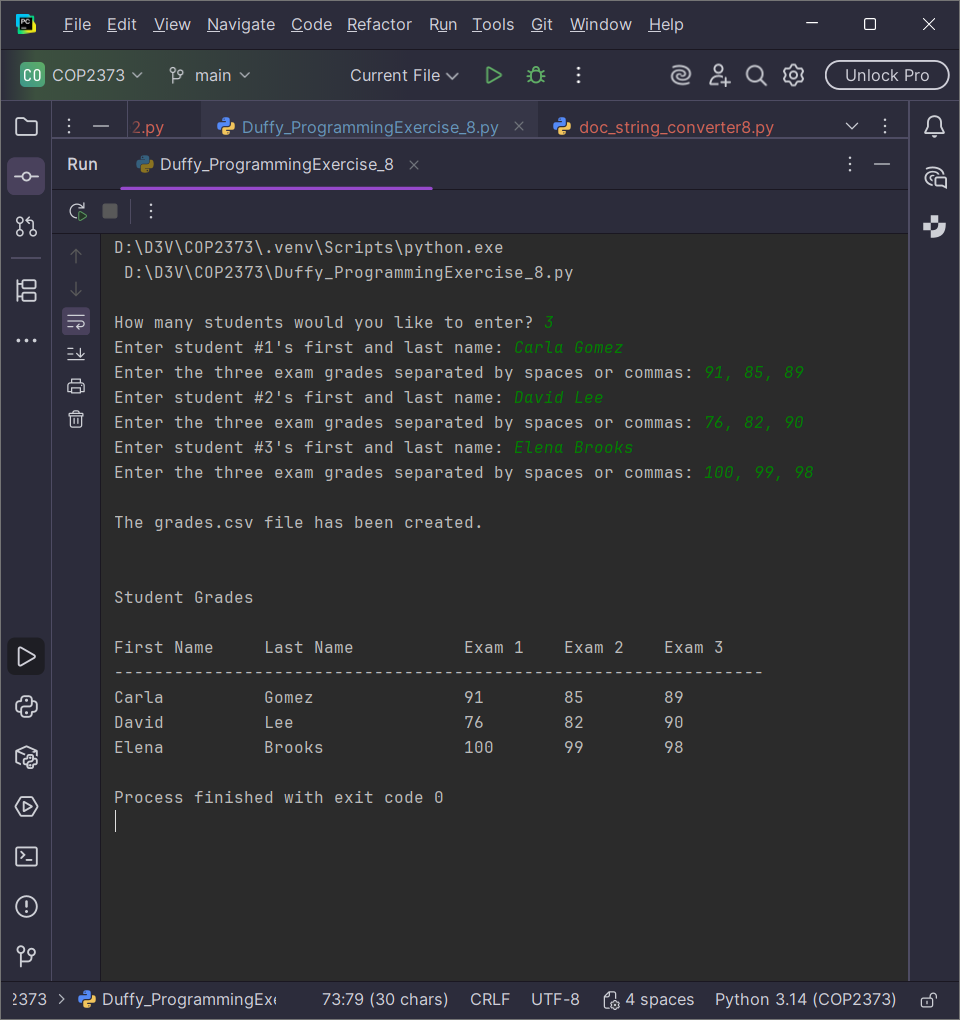 PC File Edit View Navigate Code Refactor Run Tools Git Window Help
CO COP2373 main Current File Unlock Pro
2.py Duffy_ProgrammingExercise_8.py doc_string_converter8.py
Run Duffy_ProgrammingExercise_8
D:\D3V\COP2373\.venv\Scripts\python.exe
D:\D3V\COP2373\Duffy_ProgrammingExercise_8.py
How many students would you like to enter? 3
Enter student #1's first and last name: Carla Gomez
Enter the three exam grades separated by spaces or commas: 91, 85, 89
Enter student #2's first and last name: David Lee
Enter the three exam grades separated by spaces or commas: 76, 82, 90
Enter student #3's first and last name: Elena Brooks
Enter the three exam grades separated by spaces or commas: 100, 99, 98
The grades.csv file has been created.
Student Grades
First Name Last Name Exam 1 Exam 2 Exam 3
-----------------------------------------------------------------
Carla Gomez 91 85 89
David Lee 76 82 90
Elena Brooks 100 99 98
Process finished with exit code 0
2373 Duffy_ProgrammingExe 73:79 (30 chars) CRLF UTF-8 4 spaces Python 3.14 (COP2373)